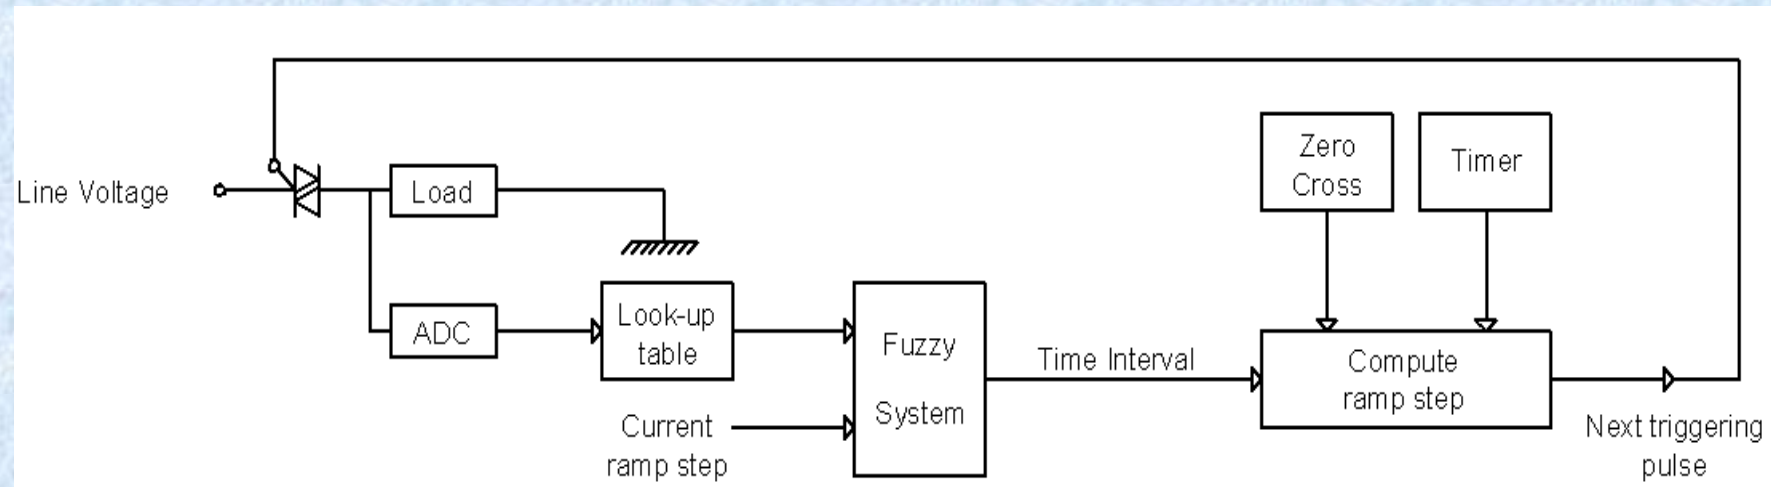 Line Voltage
Load
ADC
Look-up
table
Current
ramp step
Fuzzy
System
Time Interval
Zero
Cross
Timer
Compute
ramp step
Next triggering
pulse